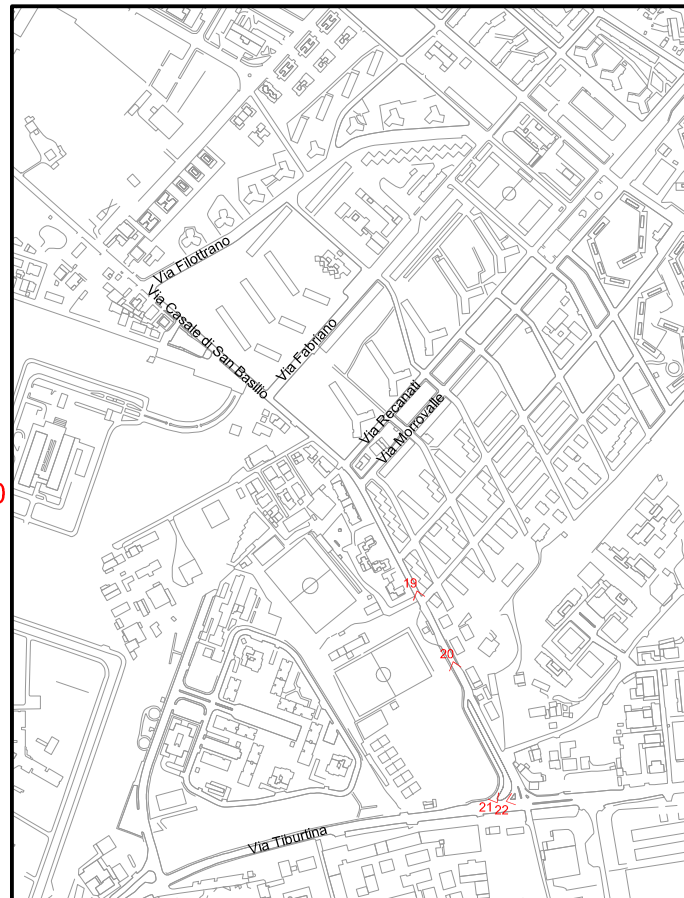 Via Filottrano
Via Casale di San Basilio
Via Fabriano
Via Recanati
Via Morrovalle
19
20
21
22
Via Tiburtina